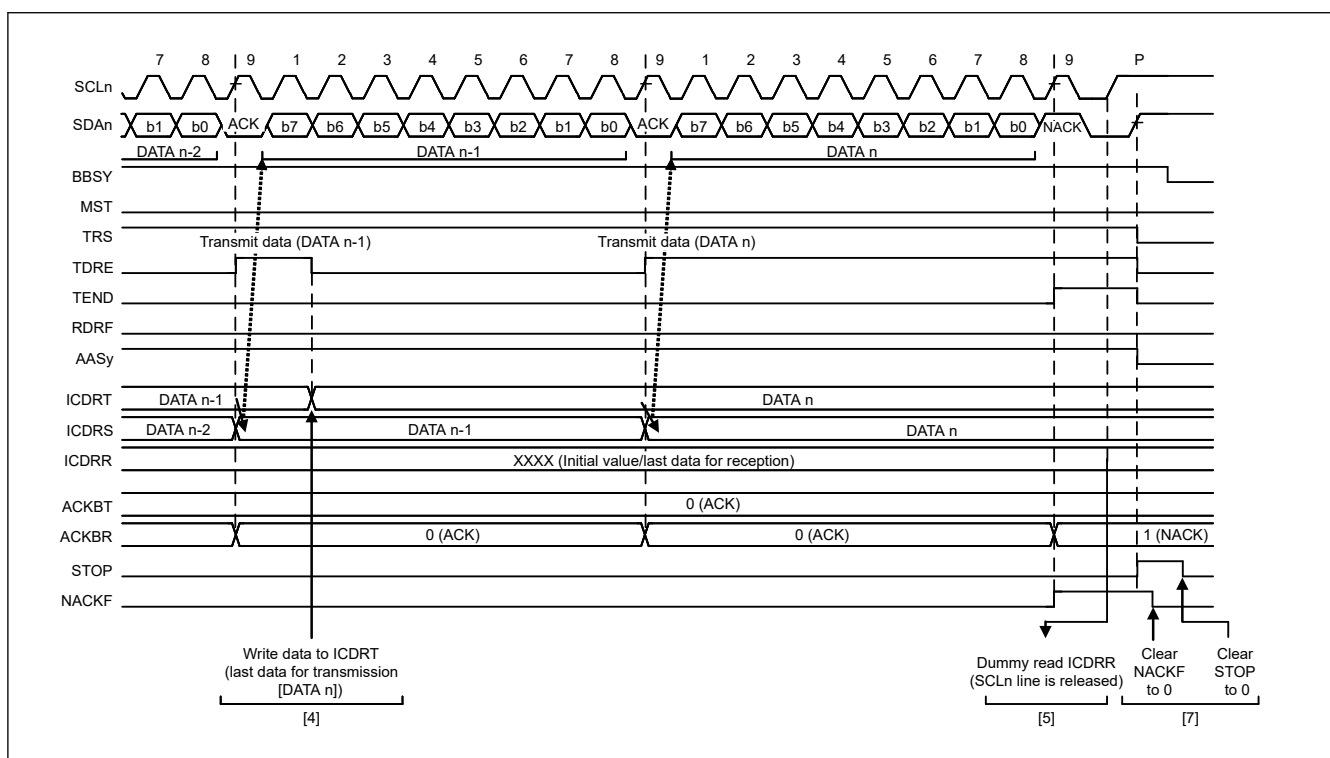 7 8 9 1 2 3 4 5 6 7 8 9 1 2 3 4 5 6 7 8 9 P
SCLn
SDAn b1 b0 ACK b7 b6 b5 b4 b3 b2 b1 b0 ACK b7 b6 b5 b4 b3 b2 b1 b0 NACK
DATA n-2 DATA n-1 DATA n
BBSY
MST
TRS
Transmit data (DATA n-1) Transmit data (DATA n)
TDRE
TEND
RDRF
AASy
ICDRT DATA n-1 DATA n
ICDRS DATA n-2 DATA n-1 DATA n
ICDRR XXXX (Initial value/last data for reception)
ACKBT 0 (ACK)
ACKBR 0 (ACK) 0 (ACK) 1 (NACK)
STOP
NACKF
Write data to ICDRT
(last data for transmission
[DATA n])
[4]
Dummy read ICDRR
(SCLn line is released)
[5]
Clear
NACKF
to 0
Clear
STOP
to 0
[7]